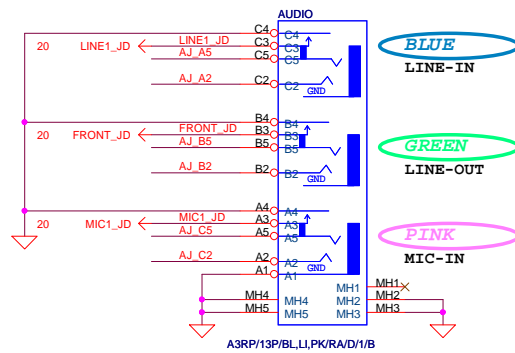 AUDIO
C4 C4
20 LINE1_JD LINE1_JD C3 C3
AJ_A5 C5 C5
BLUE
LINE-IN
AJ_A2 C2 C2
GND
B4 B4
20 FRONT_JD FRONT_JD B3 B3
AJ_B5 B5 B5
GREEN
LINE-OUT
AJ_B2 B2 B2
GND
A4 A4
20 MIC1_JD MIC1_JD A3 A3
AJ_C5 A5 A5
PINK
MIC-IN
AJ_C2 A2 A2
GND
A1 A1
MH1 MH1
MH4 MH4 MH2 MH2
MH5 MH5 MH3 MH3
A3RP/13P/BL,LI,PK/RA/D/1/B